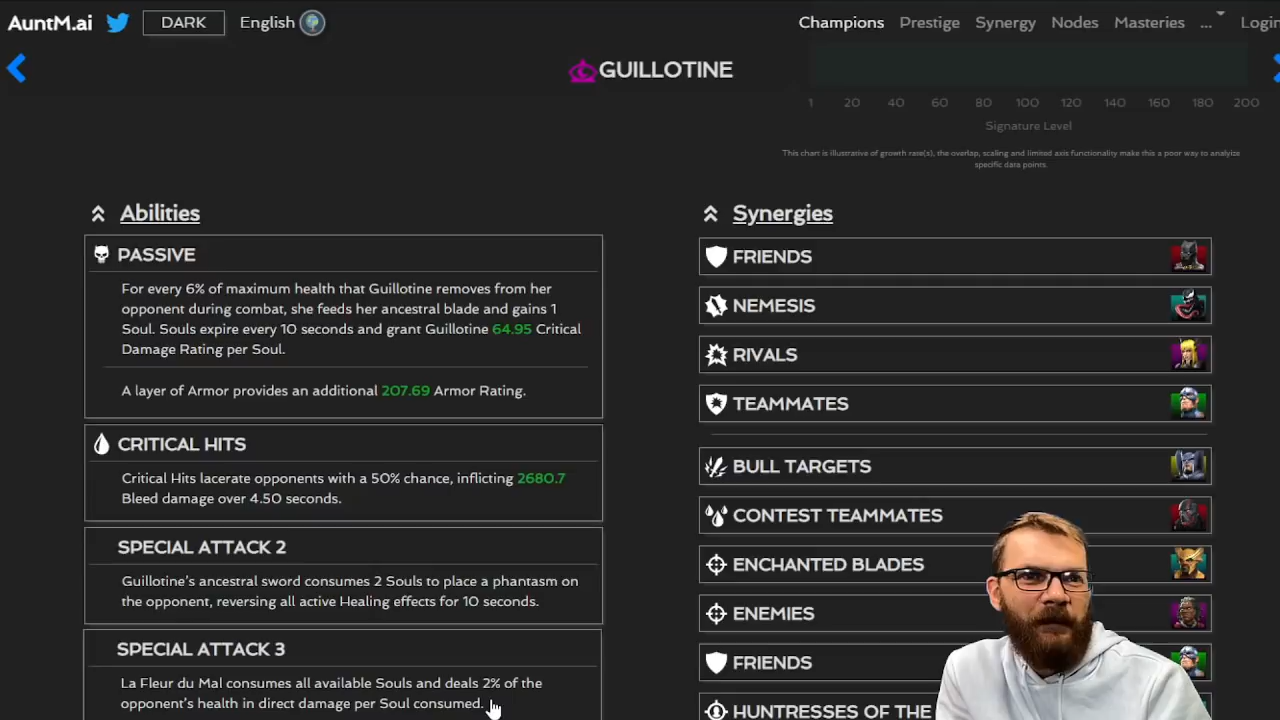 AuntM.ai
DARK
English
Champions
Prestige
Synergy
Nodes
Masteries
...
Login
GUILLOTINE
1 20 40 60 80 100 120 140 160 180 200
Signature Level
This chart is illustrative of growth rate(s), the overlap, scaling and limited axis functionality make this a poor way to analyize
specific data points.
Abilities
PASSIVE
For every 6% of maximum health that Guillotine removes from her
opponent during combat, she feeds her ancestral blade and gains 1
Soul. Souls expire every 10 seconds and grant Guillotine 64.95 Critical
Damage Rating per Soul.
A layer of Armor provides an additional 207.69 Armor Rating.
CRITICAL HITS
Critical Hits lacerate opponents with a 50% chance, inflicting 2680.7
Bleed damage over 4.50 seconds.
SPECIAL ATTACK 2
Guillotine's ancestral sword consumes 2 Souls to place a phantasm on
the opponent, reversing all active Healing effects for 10 seconds.
SPECIAL ATTACK 3
La Fleur du Mal consumes all available Souls and deals 2% of the
opponent's health in direct damage per Soul consumed.
Synergies
FRIENDS
NEMESIS
RIVALS
TEAMMATES
BULL TARGETS
CONTEST TEAMMATES
ENCHANTED BLADES
ENEMIES
FRIENDS
HUNTRESSES OF THE